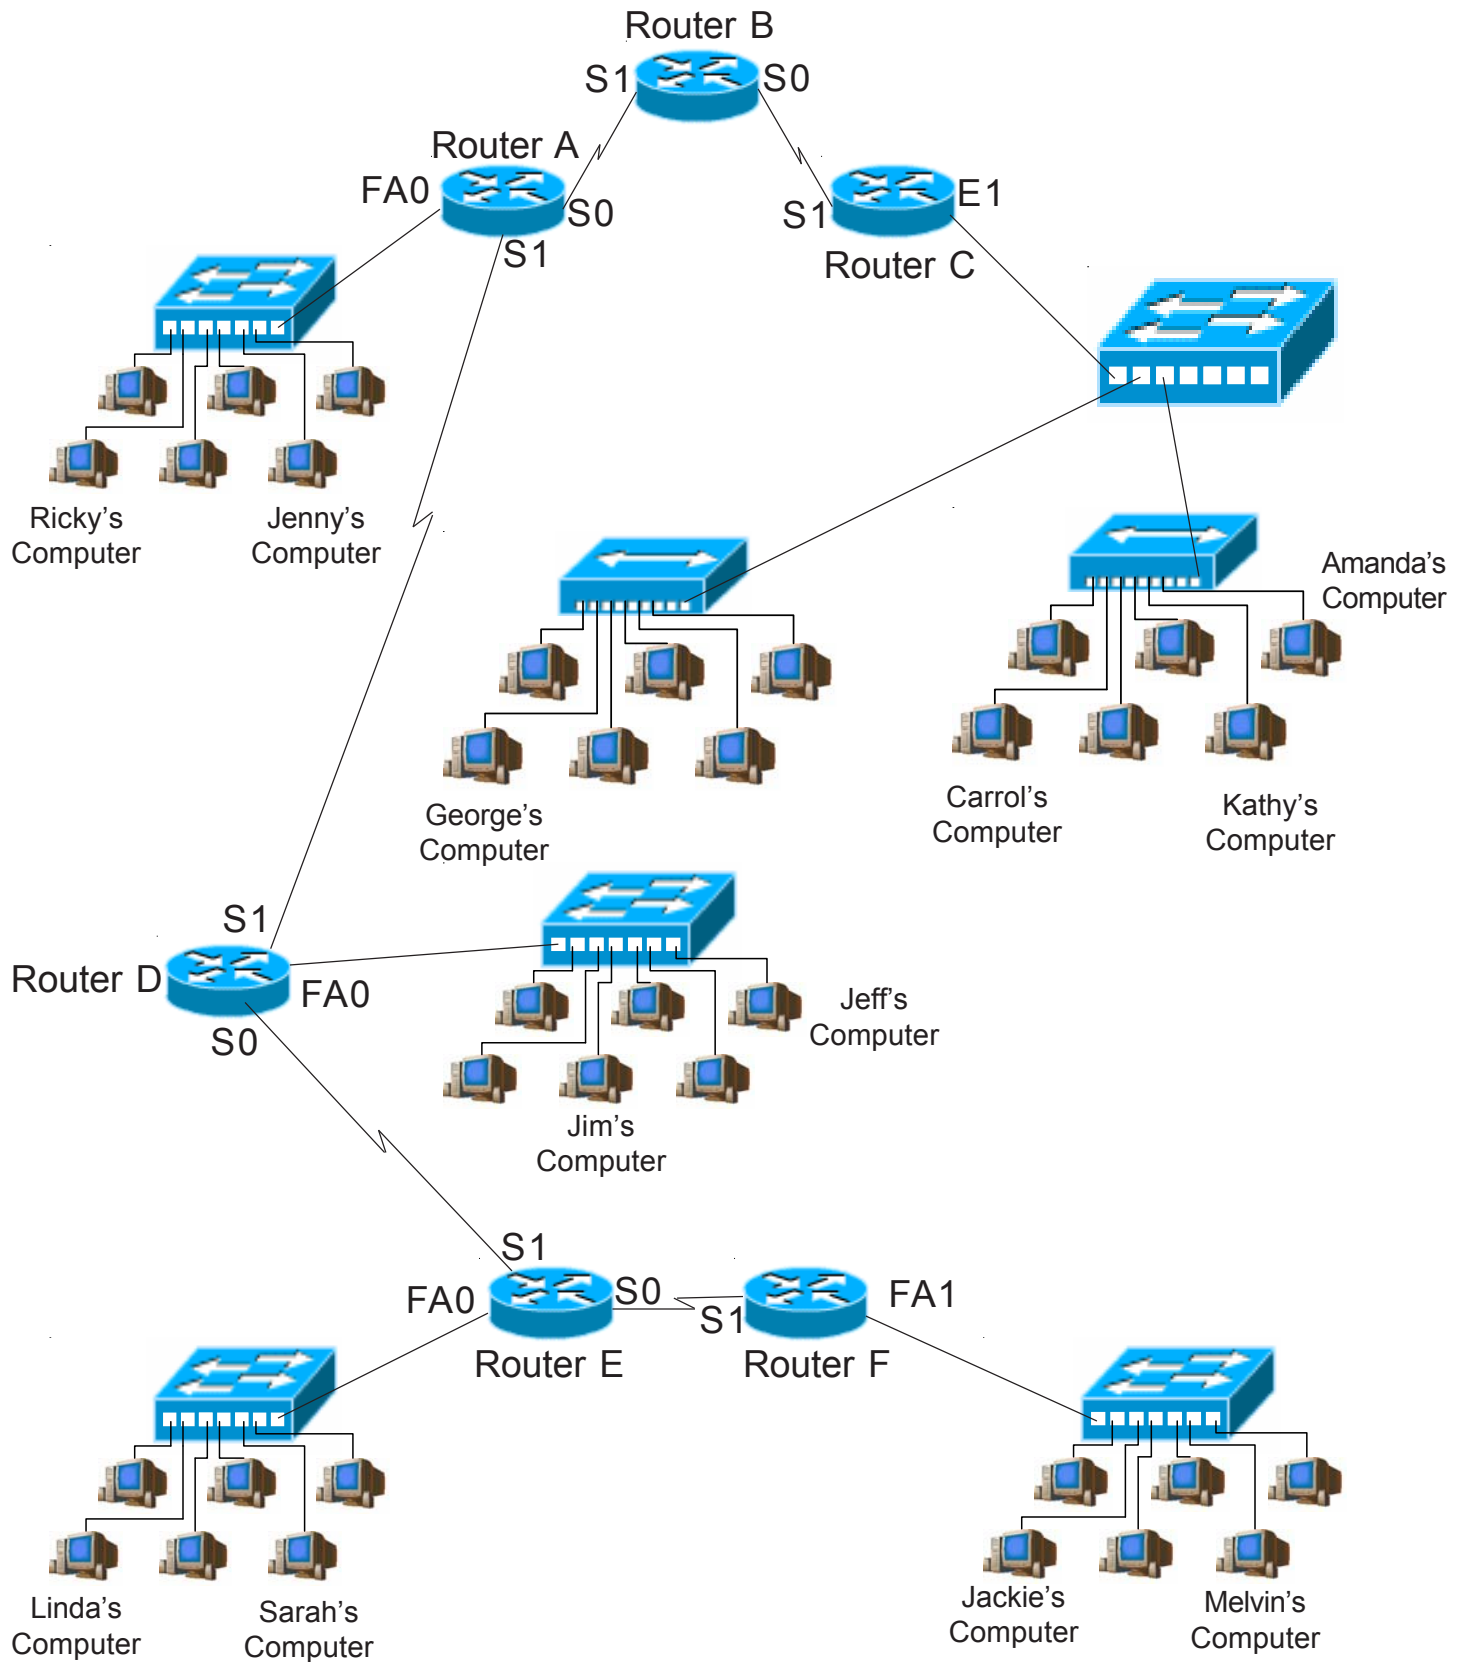 Router B
S1
S0
Router A
FA0
S0
S1
S1
E1
Router C
Ricky's
Computer
Jenny's
Computer
Amanda's
Computer
George's
Computer
Carrol's
Computer
Kathy's
Computer
S1
Router D
FA0
S0
Jeff's
Computer
Jim's
Computer
S1
FA0
S0
S1
FA1
Router E
Router F
Linda's
Computer
Sarah's
Computer
Jackie's
Computer
Melvin's
Computer